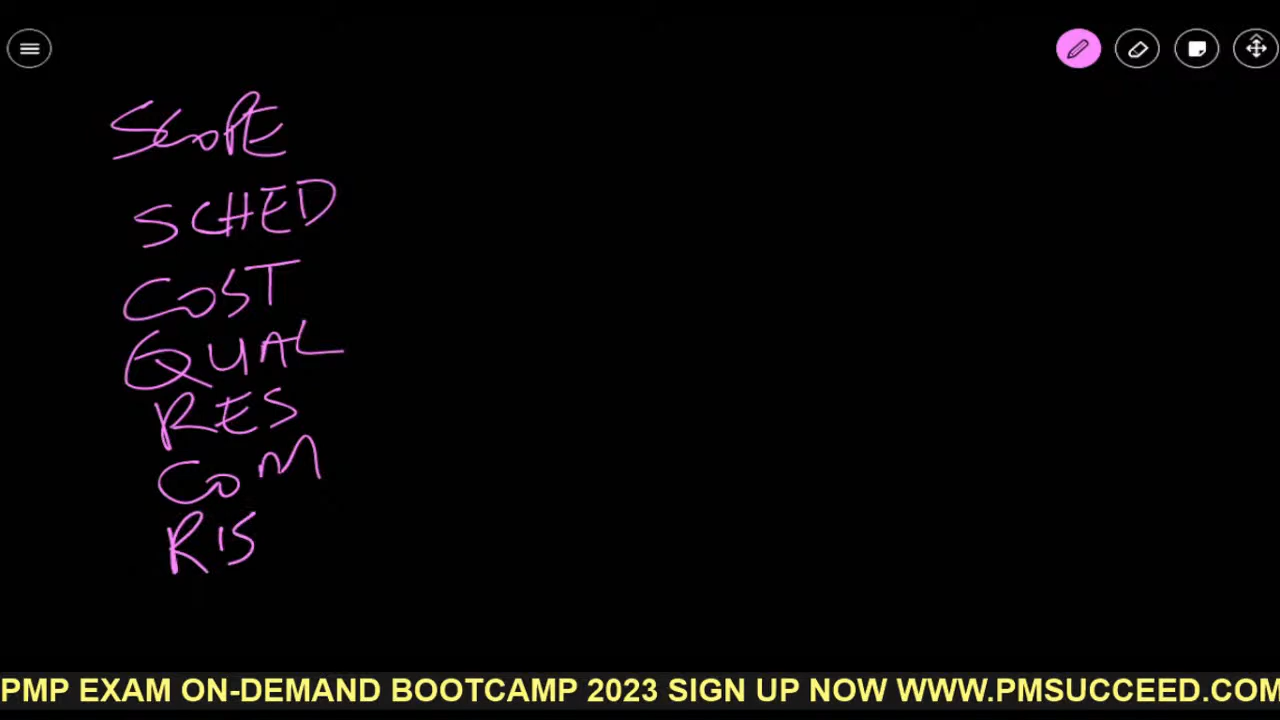 SCOPE
SCHED
COST
QUAL
RES
COM
RIS
PMP EXAM ON-DEMAND BOOTCAMP 2023 SIGN UP NOW WWW.PMSUCCEED.COM